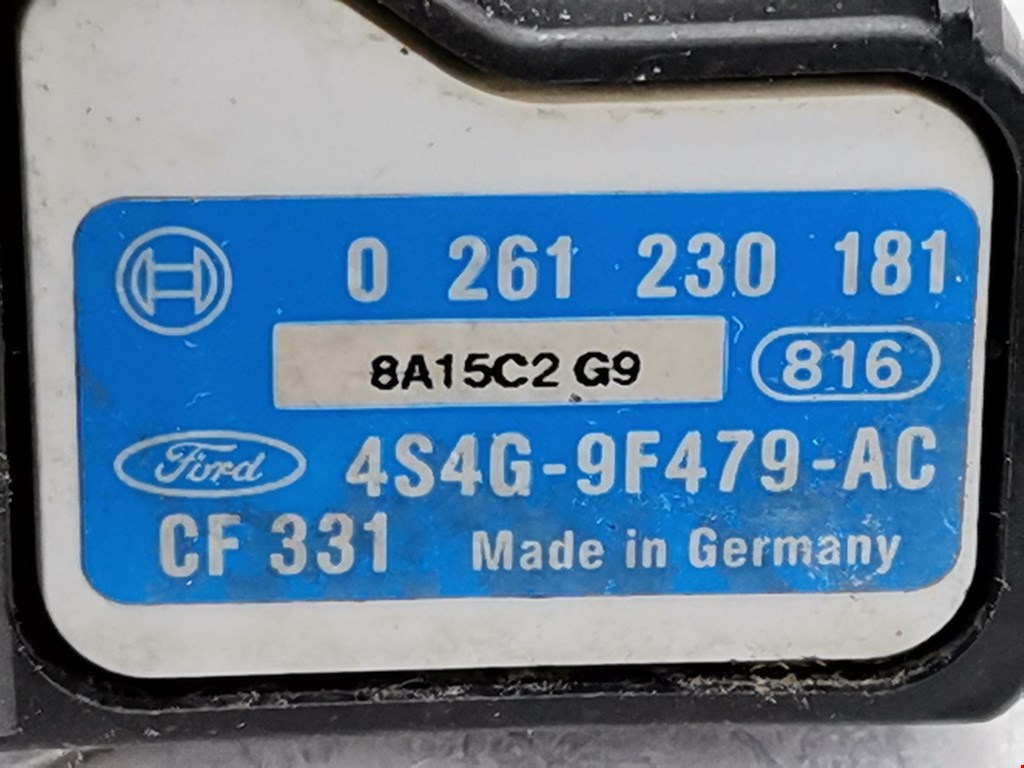 0 261 230 181
8A15C2 G9
816
Ford
4S4G-9F479-AC
CF 331
Made in Germany